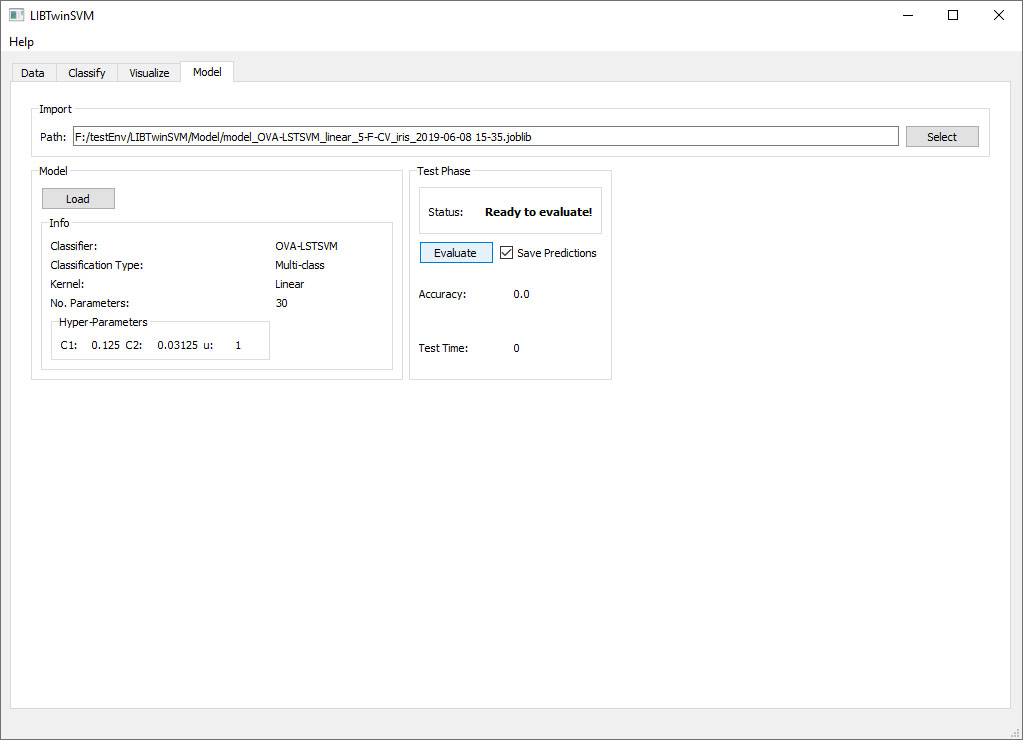 LIBTwinSVM
Help
Data Classify Visualize Model
Import
Path: F:/testEnv/LIBTwinSVM/Model/model_OVA-LSTSVM_linear_5-F-CV_iris_2019-06-08 15-35.joblib Select
Model
Load
Info
Classifier: OVA-LSTSVM
Classification Type: Multi-class
Kernel: Linear
No. Parameters: 30
Hyper-Parameters
C1: 0.125 C2: 0.03125 u: 1
Test Phase
Status: Ready to evaluate!
Evaluate Save Predictions
Accuracy: 0.0
Test Time: 0